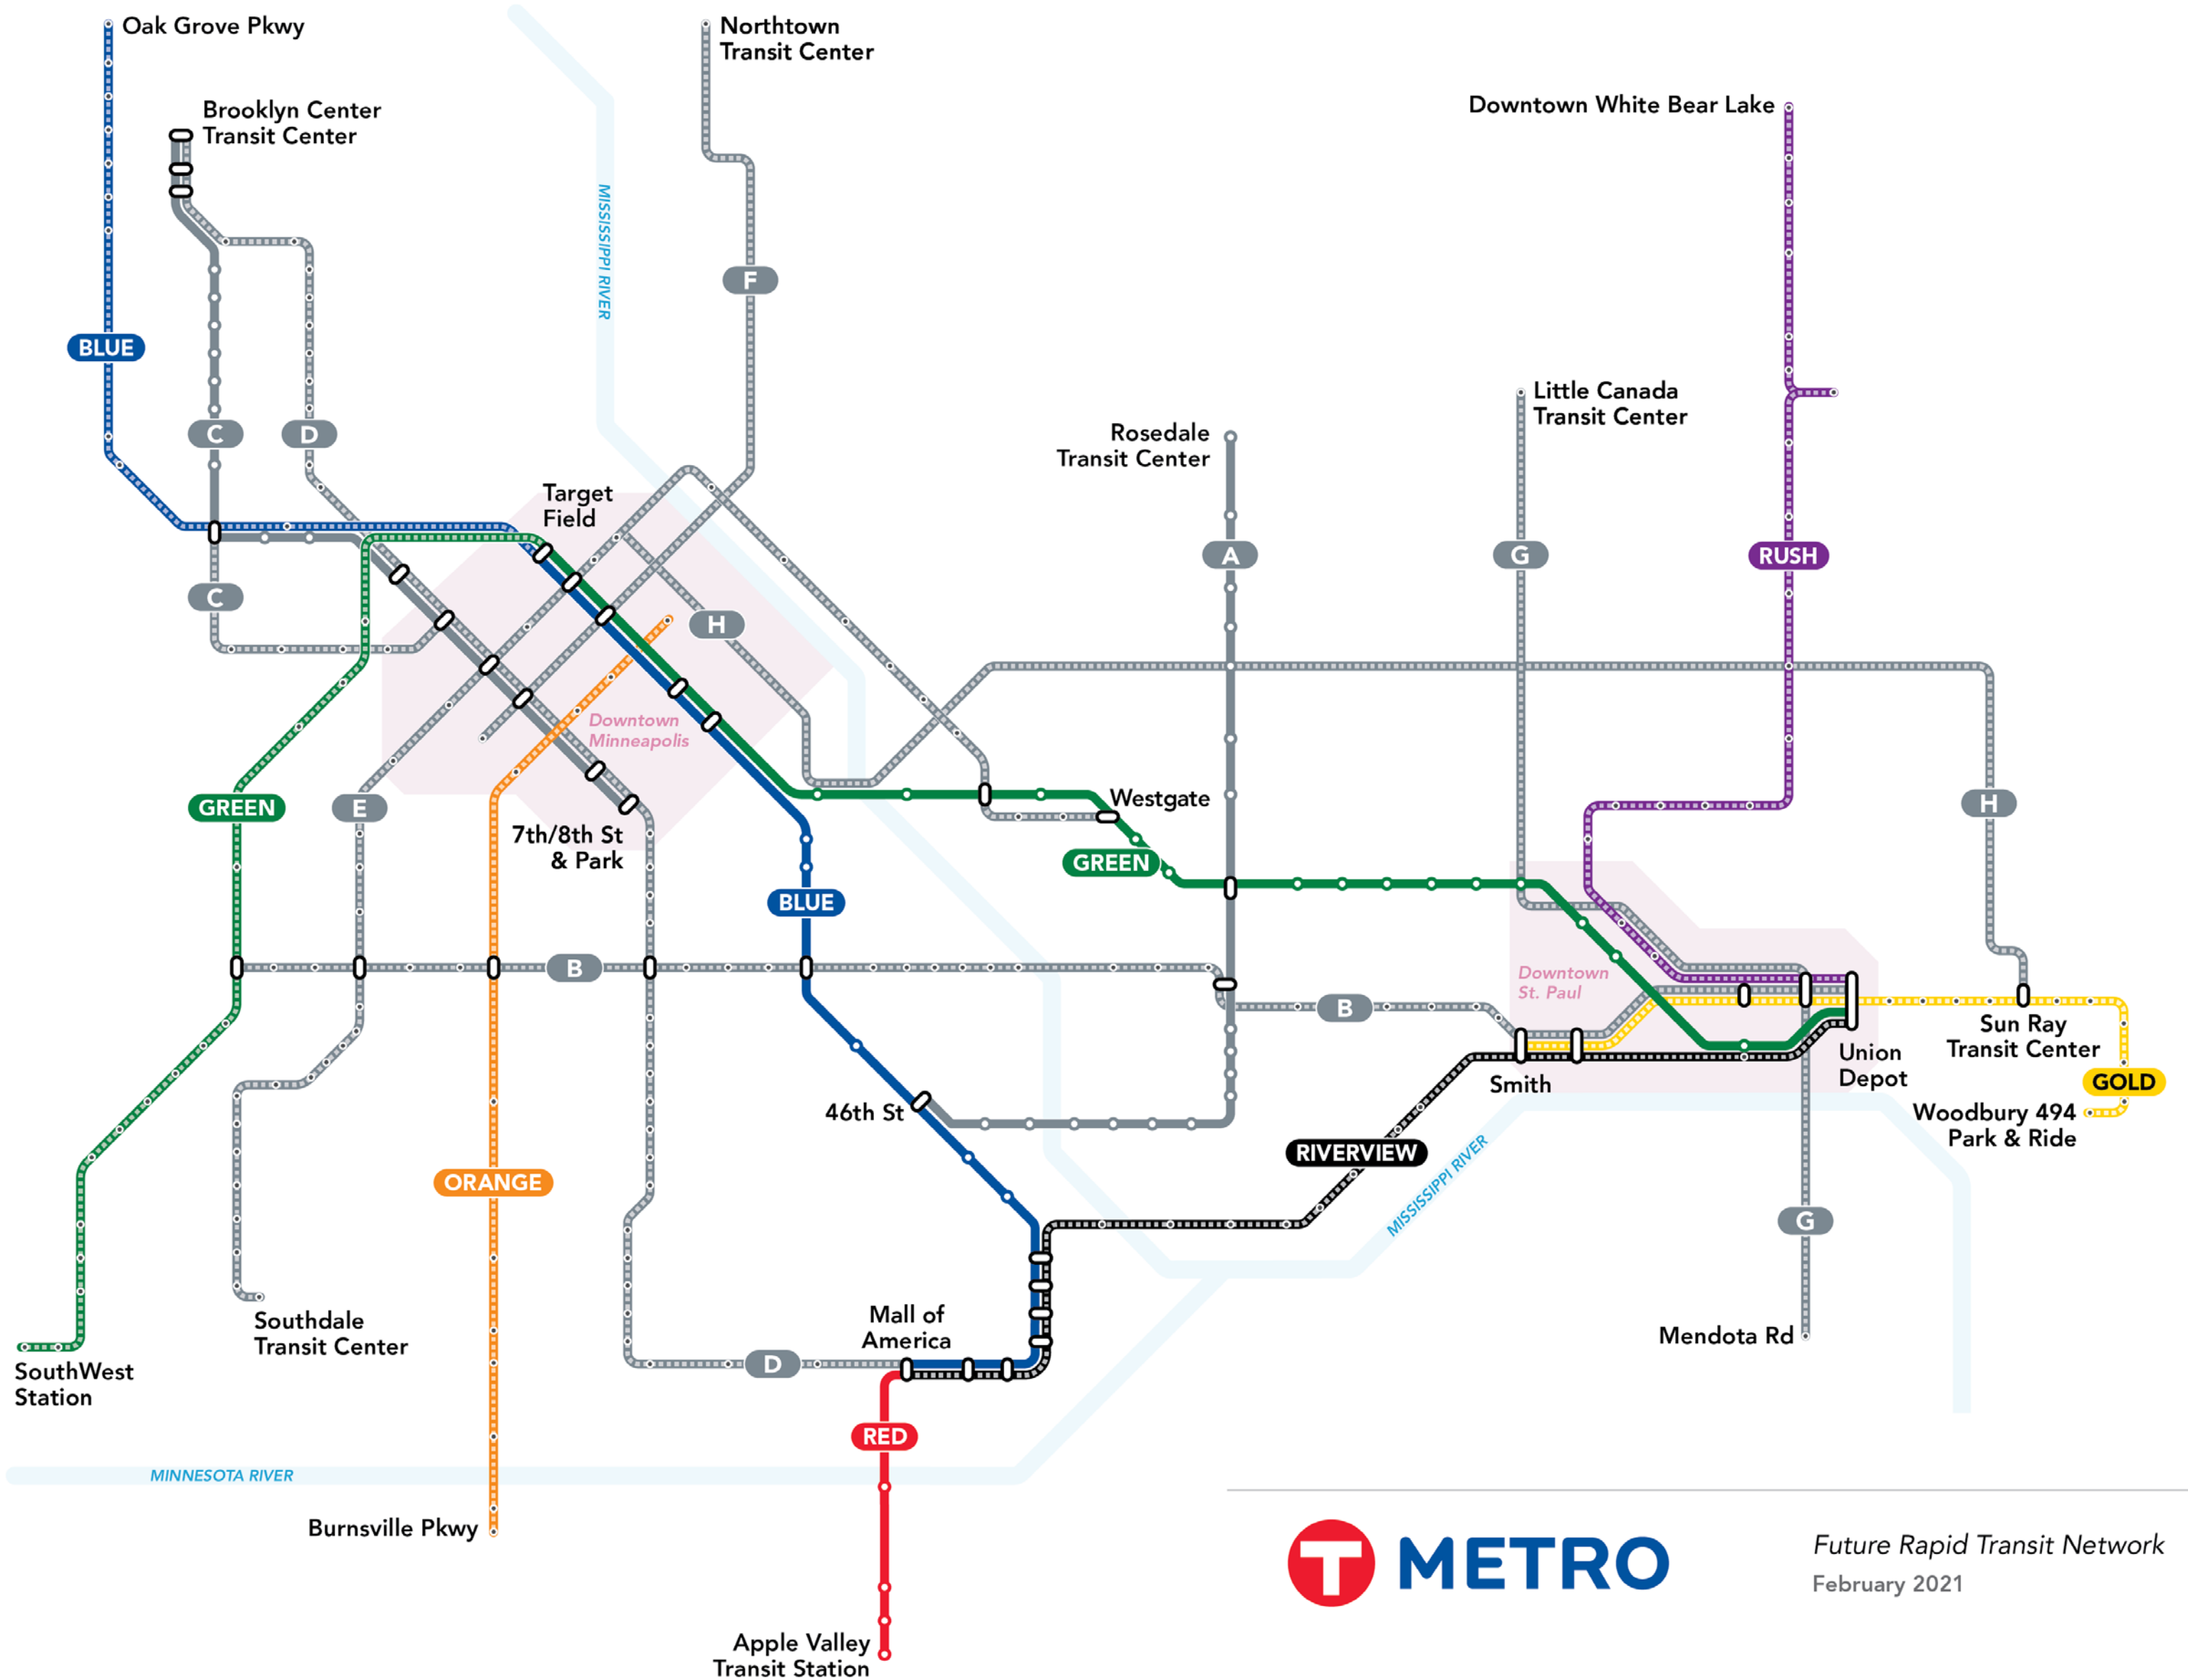 Oak Grove Pkwy
Northtown
Transit Center
Brooklyn Center
Transit Center
Downtown White Bear Lake
MISSISSIPPI RIVER
F
BLUE
Little Canada
Transit Center
C
D
Rosedale
Transit Center
Target
Field
A
G
RUSH
C
H
Downtown
Minneapolis
GREEN
E
Westgate
H
7th/8th St
& Park
GREEN
BLUE
B
Downtown
St. Paul
B
Sun Ray
Transit Center
Union
Depot
Smith
GOLD
46th St
Woodbury 494
Park & Ride
RIVERVIEW
ORANGE
MISSISSIPPI RIVER
G
Southdale
Transit Center
Mall of
America
Mendota Rd
D
SouthWest
Station
RED
MINNESOTA RIVER
Burnsville Pkwy
T METRO
Future Rapid Transit Network
February 2021
Apple Valley
Transit Station